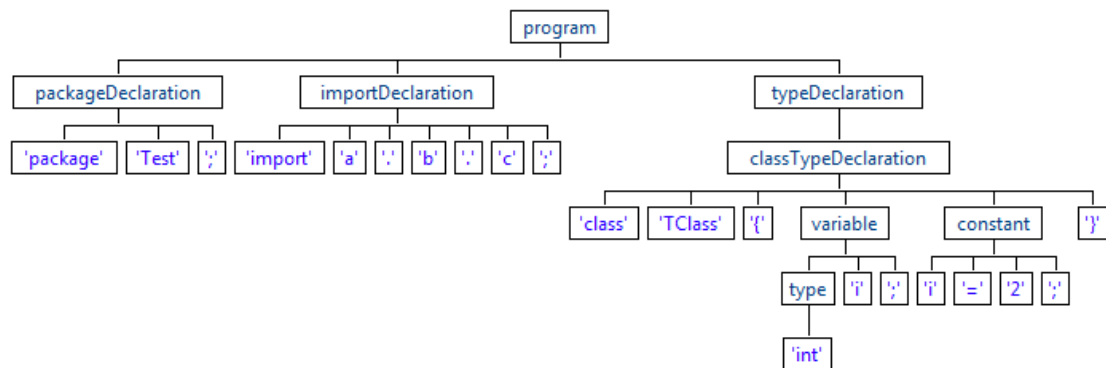 program
packageDeclaration importDeclaration typeDeclaration
'package' 'Test' ';' 'import' 'a' '.' 'b' '.' 'c' ';' classTypeDeclaration
'class' 'TClass' '{' variable constant '}'
type 'i' ';' 'i' '=' '2' ';'
'int'